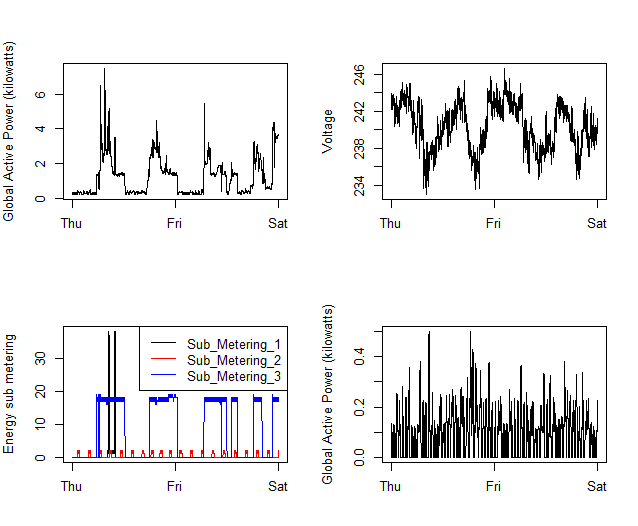 Global Active Power (kilowatts)
0 2 4 6
Thu Fri Sat
Voltage
234 238 242 246
Thu Fri Sat
Energy sub metering
0 10 20 30
Sub_Metering_1
Sub_Metering_2
Sub_Metering_3
Thu Fri Sat
Global Active Power (kilowatts)
0.0 0.2 0.4
Thu Fri Sat